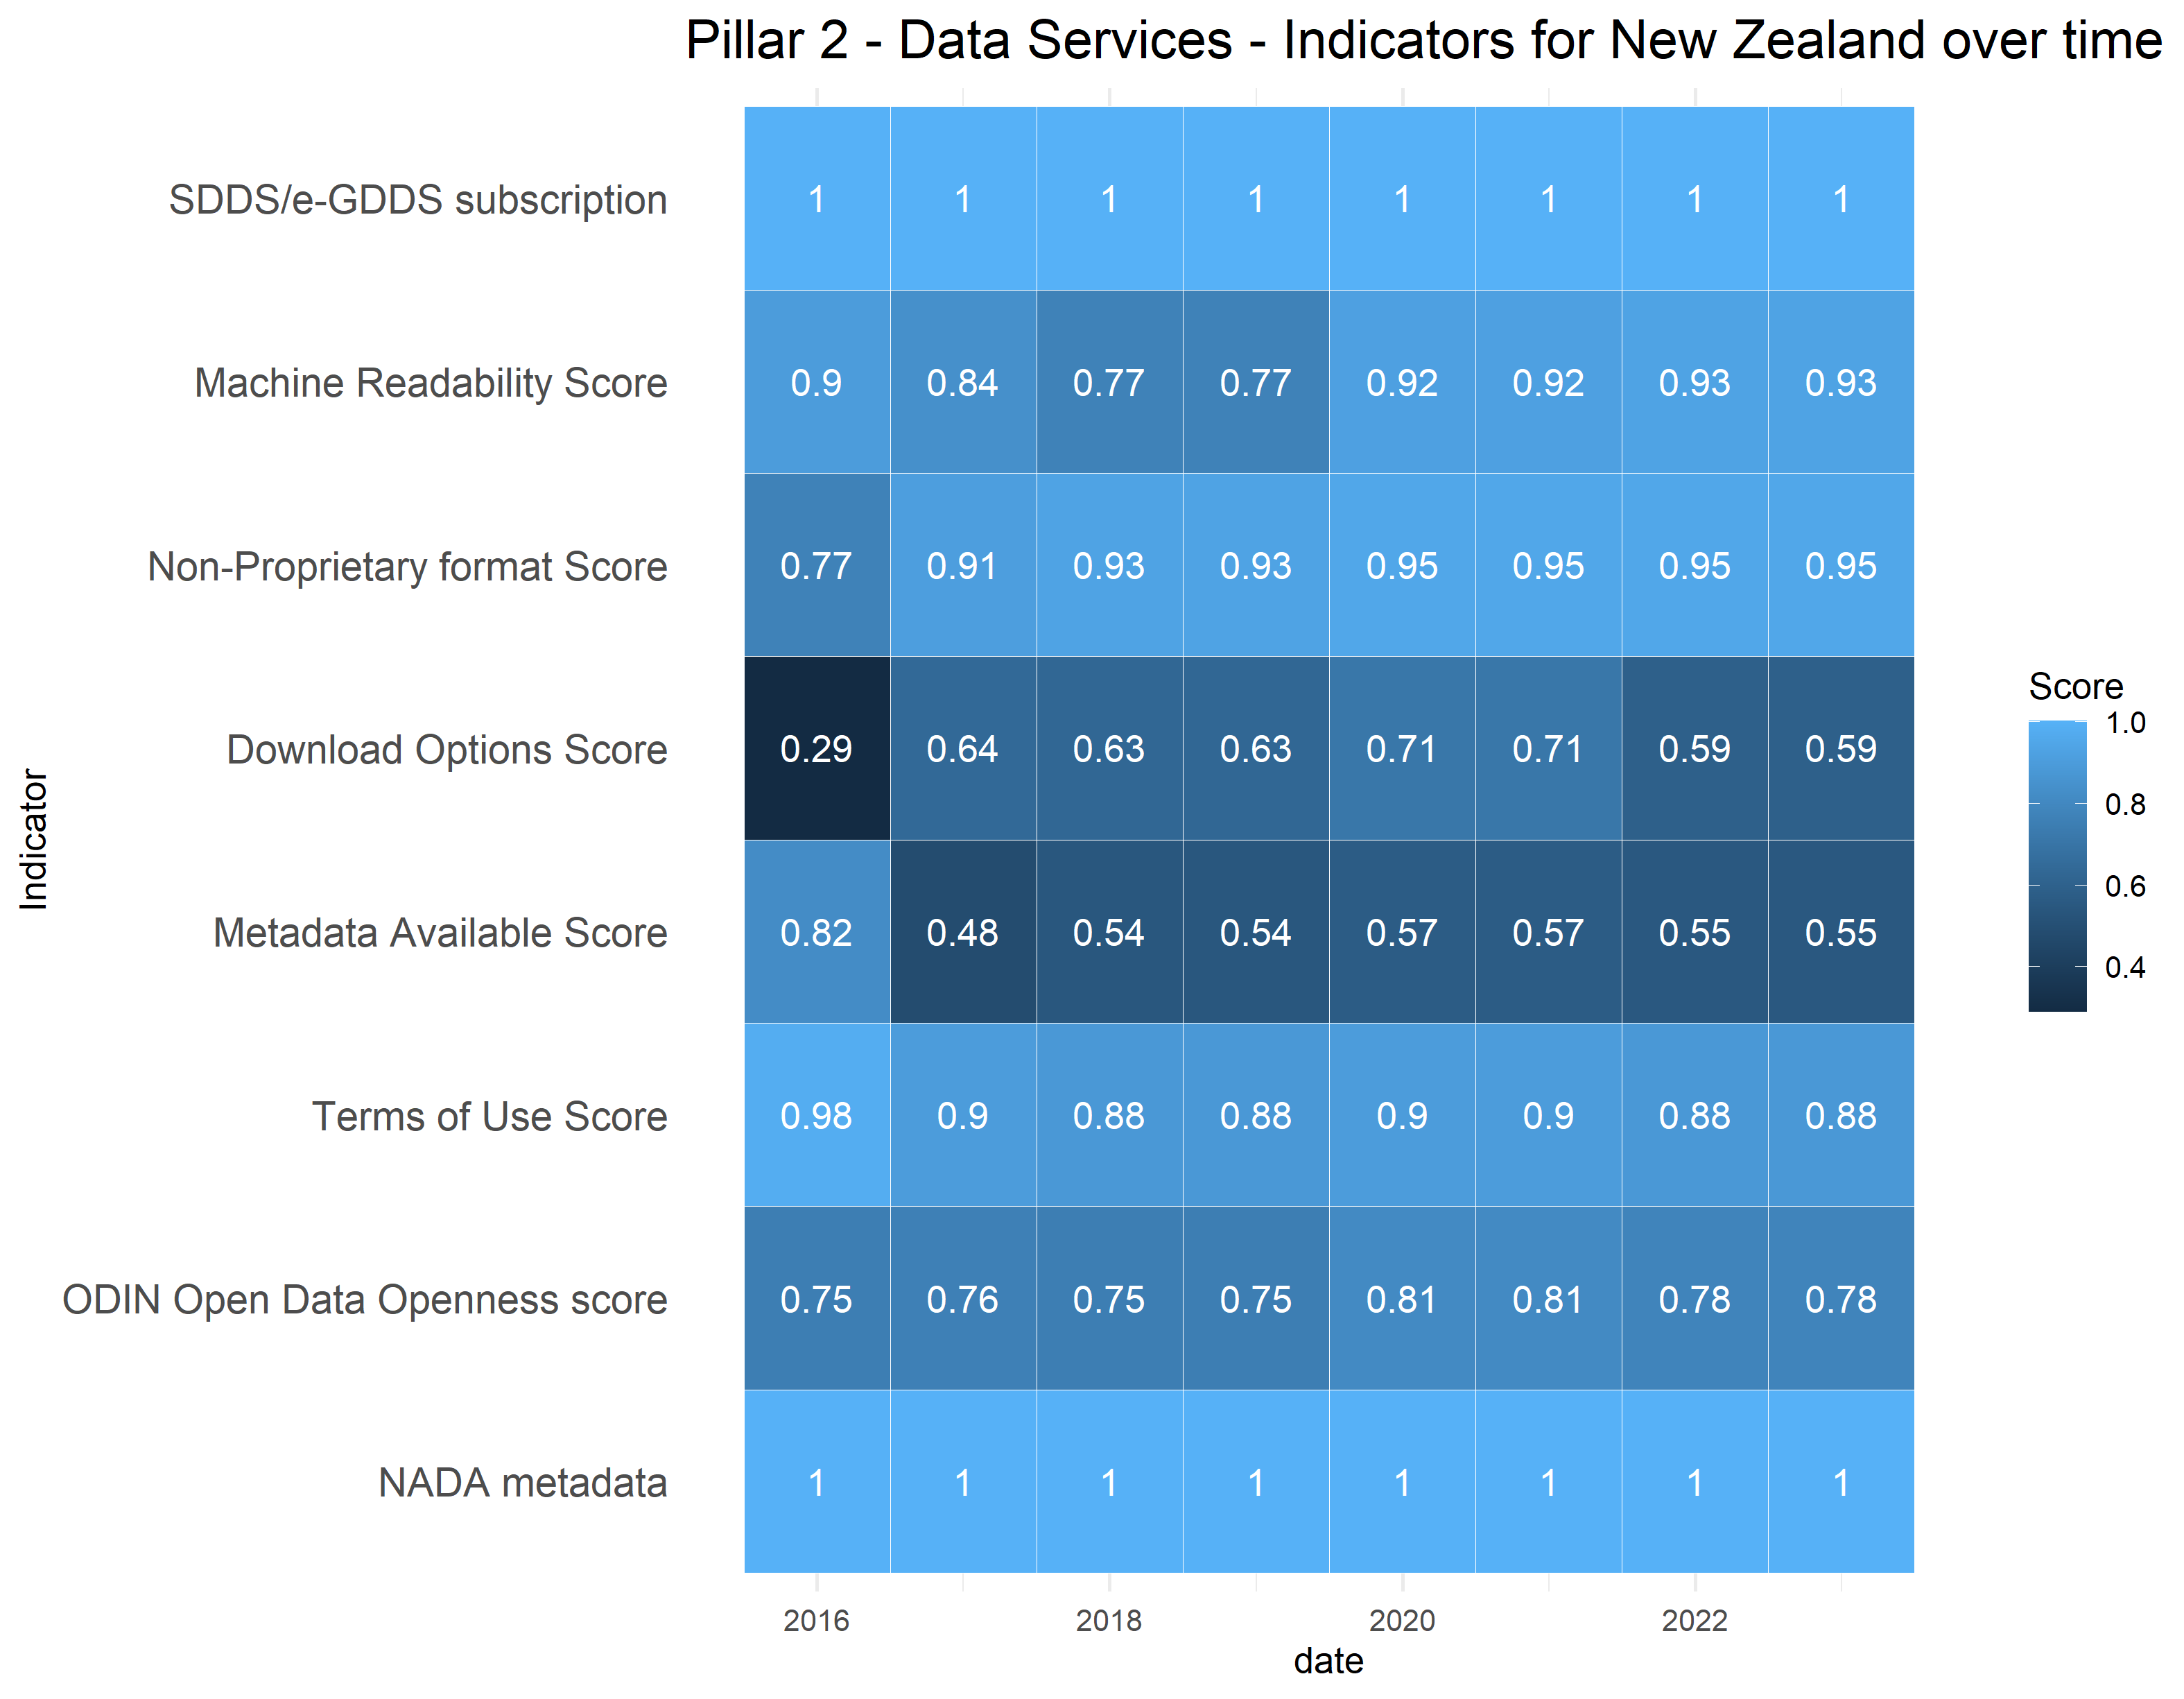 Pillar 2 - Data Services - Indicators for New Zealand over time
SDDS/e-GDDS subscription 1 1 1 1 1 1 1 1
Machine Readability Score 0.9 0.84 0.77 0.77 0.92 0.92 0.93 0.93
Non-Proprietary format Score 0.77 0.91 0.93 0.93 0.95 0.95 0.95 0.95
Download Options Score 0.29 0.64 0.63 0.63 0.71 0.71 0.59 0.59
Metadata Available Score 0.82 0.48 0.54 0.54 0.57 0.57 0.55 0.55
Terms of Use Score 0.98 0.9 0.88 0.88 0.9 0.9 0.88 0.88
ODIN Open Data Openness score 0.75 0.76 0.75 0.75 0.81 0.81 0.78 0.78
NADA metadata 1 1 1 1 1 1 1 1
2016 2018 2020 2022
date
Indicator
Score
1.0
0.8
0.6
0.4